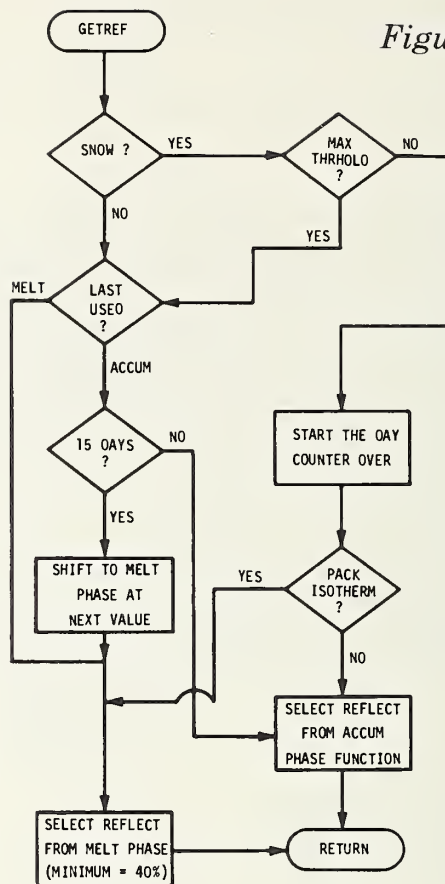 GETREF
Figu
SNOW ?
YES
MAX
THRHOLO
?
NO
NO
YES
MELT
LAST
USEO
?
ACCUM
15 OAYS
?
NO
START THE OAY
COUNTER OVER
YES
SHIFT TO MELT
PHASE AT
NEXT VALUE
YES
PACK
ISOTHERM
?
NO
SELECT REFLECT
FROM ACCUM
PHASE FUNCTION
SELECT REFLECT
FROM MELT PHASE
(MINIMUM = 40%)
RETURN